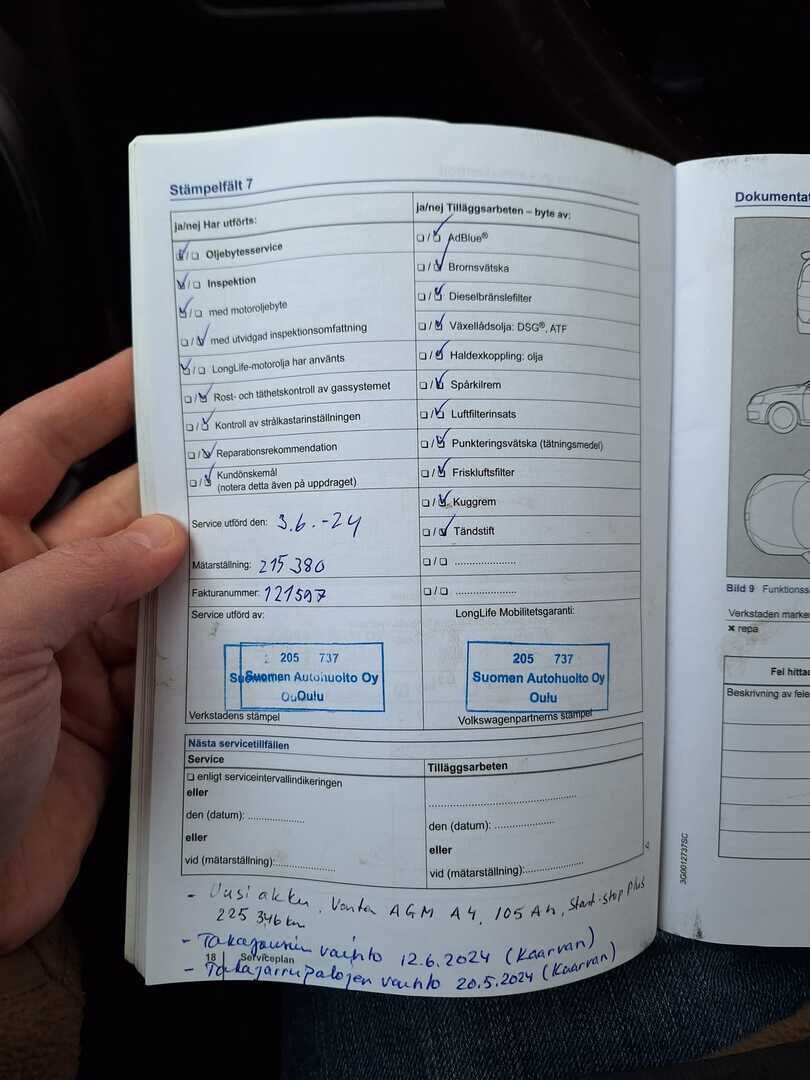 Stämpelfält 7
ja/nej Har utförts:
☑/☐ Oljebytesservice
☑/☐ Inspektion
☑/☐ med motoroljebyte
☐/☑ med utvidgad inspektionsomfattning
☑/☐ LongLife-motorolja har använts
☐/☑ Rost- och täthetskontroll av gassystemet
☐/☑ Kontroll av strålkastarinställningen
☐/☑ Reparationsrekommendation
☐/☑ Kundönskemål
(notera detta även på uppdraget)
Service utförd den: 3.6.-24
Mätarställning: 215 380
Fakturanummer: 121597
ja/nej Tilläggsarbeten – byte av:
☐/☑ AdBlue®
☐/☑ Bromsvätska
☐/☑ Dieselbränslefilter
☐/☑ Växellådsolja: DSG®, ATF
☐/☑ Haldexkoppling: olja
☐/☑ Spårkilrem
☐/☑ Luftfilterinsats
☐/☑ Punkteringsvätska (tätningsmedel)
☐/☑ Friskluftsfilter
☐/☑ Kuggrem
☐/☑ Tändstift
☐/☐ .....................
☐/☐ .....................
Service utförd av:
205 737
Suomen Autohuolto Oy
Oulu
Verkstadens stämpel
LongLife Mobilitetsgaranti:
205 737
Suomen Autohuolto Oy
Oulu
Volkswagenpartnerns stämpel
Nästa servicetillfällen
Service
☐ enligt serviceintervallindikeringen
eller
den (datum): ...................
eller
vid (mätarställning):....................
Tilläggsarbeten
..................................................
den (datum): .......................
eller
vid (mätarställning):...................
- Uusi akku, Varta AGM A4, 105 Ah, Start-stop Plus
225 346 km
- Takajousien vaihto 12.6.2024 (Kaarvan)
- Takajarrupalojen vaihto 20.5.2024 (Kaarvan)
18 Serviceplan
3G0012737SC
Dokumentat
Bild 9 Funktionss
Verkstaden marke
✖ repa
Fel hitta
Beskrivning av fele